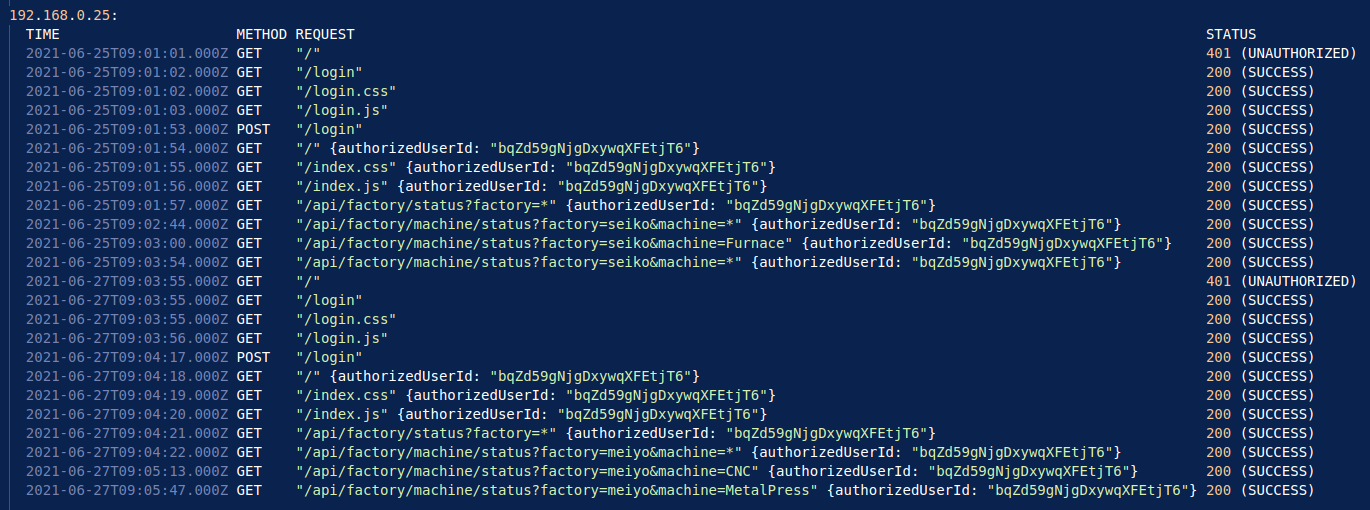 192.168.0.25:
TIME METHOD REQUEST STATUS
2021-06-25T09:01:01.000Z GET "/" 401 (UNAUTHORIZED)
2021-06-25T09:01:02.000Z GET "/login" 200 (SUCCESS)
2021-06-25T09:01:02.000Z GET "/login.css" 200 (SUCCESS)
2021-06-25T09:01:03.000Z GET "/login.js" 200 (SUCCESS)
2021-06-25T09:01:53.000Z POST "/login" 200 (SUCCESS)
2021-06-25T09:01:54.000Z GET "/" {authorizedUserId: "bqZd59gNjgDxywqXFEtjT6"} 200 (SUCCESS)
2021-06-25T09:01:55.000Z GET "/index.css" {authorizedUserId: "bqZd59gNjgDxywqXFEtjT6"} 200 (SUCCESS)
2021-06-25T09:01:56.000Z GET "/index.js" {authorizedUserId: "bqZd59gNjgDxywqXFEtjT6"} 200 (SUCCESS)
2021-06-25T09:01:57.000Z GET "/api/factory/status?factory=*" {authorizedUserId: "bqZd59gNjgDxywqXFEtjT6"} 200 (SUCCESS)
2021-06-25T09:02:44.000Z GET "/api/factory/machine/status?factory=seiko&machine=*" {authorizedUserId: "bqZd59gNjgDxywqXFEtjT6"} 200 (SUCCESS)
2021-06-25T09:03:00.000Z GET "/api/factory/machine/status?factory=seiko&machine=Furnace" {authorizedUserId: "bqZd59gNjgDxywqXFEtjT6"} 200 (SUCCESS)
2021-06-25T09:03:54.000Z GET "/api/factory/machine/status?factory=seiko&machine=*" {authorizedUserId: "bqZd59gNjgDxywqXFEtjT6"} 200 (SUCCESS)
2021-06-27T09:03:55.000Z GET "/" 401 (UNAUTHORIZED)
2021-06-27T09:03:55.000Z GET "/login" 200 (SUCCESS)
2021-06-27T09:03:55.000Z GET "/login.css" 200 (SUCCESS)
2021-06-27T09:03:56.000Z GET "/login.js" 200 (SUCCESS)
2021-06-27T09:04:17.000Z POST "/login" 200 (SUCCESS)
2021-06-27T09:04:18.000Z GET "/" {authorizedUserId: "bqZd59gNjgDxywqXFEtjT6"} 200 (SUCCESS)
2021-06-27T09:04:19.000Z GET "/index.css" {authorizedUserId: "bqZd59gNjgDxywqXFEtjT6"} 200 (SUCCESS)
2021-06-27T09:04:20.000Z GET "/index.js" {authorizedUserId: "bqZd59gNjgDxywqXFEtjT6"} 200 (SUCCESS)
2021-06-27T09:04:21.000Z GET "/api/factory/status?factory=*" {authorizedUserId: "bqZd59gNjgDxywqXFEtjT6"} 200 (SUCCESS)
2021-06-27T09:04:22.000Z GET "/api/factory/machine/status?factory=meiyo&machine=*" {authorizedUserId: "bqZd59gNjgDxywqXFEtjT6"} 200 (SUCCESS)
2021-06-27T09:05:13.000Z GET "/api/factory/machine/status?factory=meiyo&machine=CNC" {authorizedUserId: "bqZd59gNjgDxywqXFEtjT6"} 200 (SUCCESS)
2021-06-27T09:05:47.000Z GET "/api/factory/machine/status?factory=meiyo&machine=MetalPress" {authorizedUserId: "bqZd59gNjgDxywqXFEtjT6"} 200 (SUCCESS)